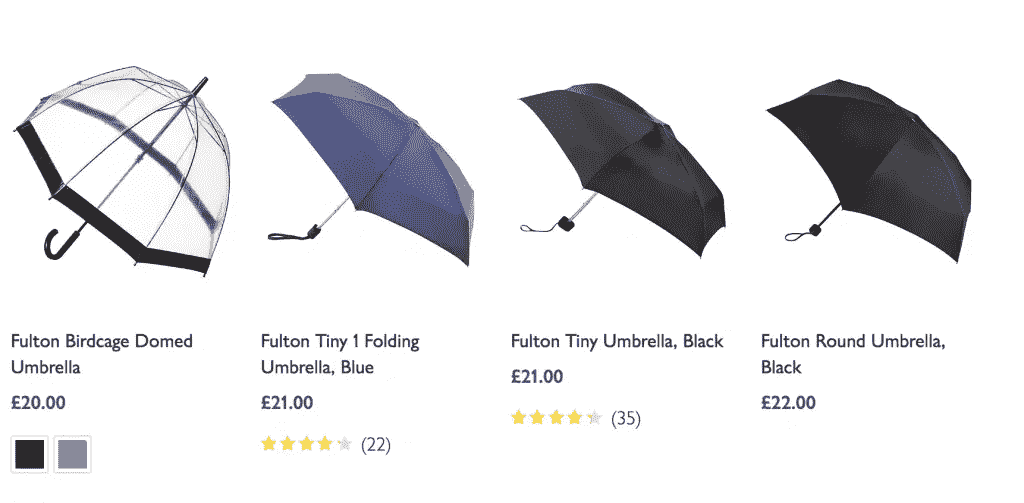 Fulton Birdcage Domed
Umbrella
£20.00
Fulton Tiny 1 Folding
Umbrella, Blue
£21.00
(22)
Fulton Tiny Umbrella, Black
£21.00
(35)
Fulton Round Umbrella,
Black
£22.00